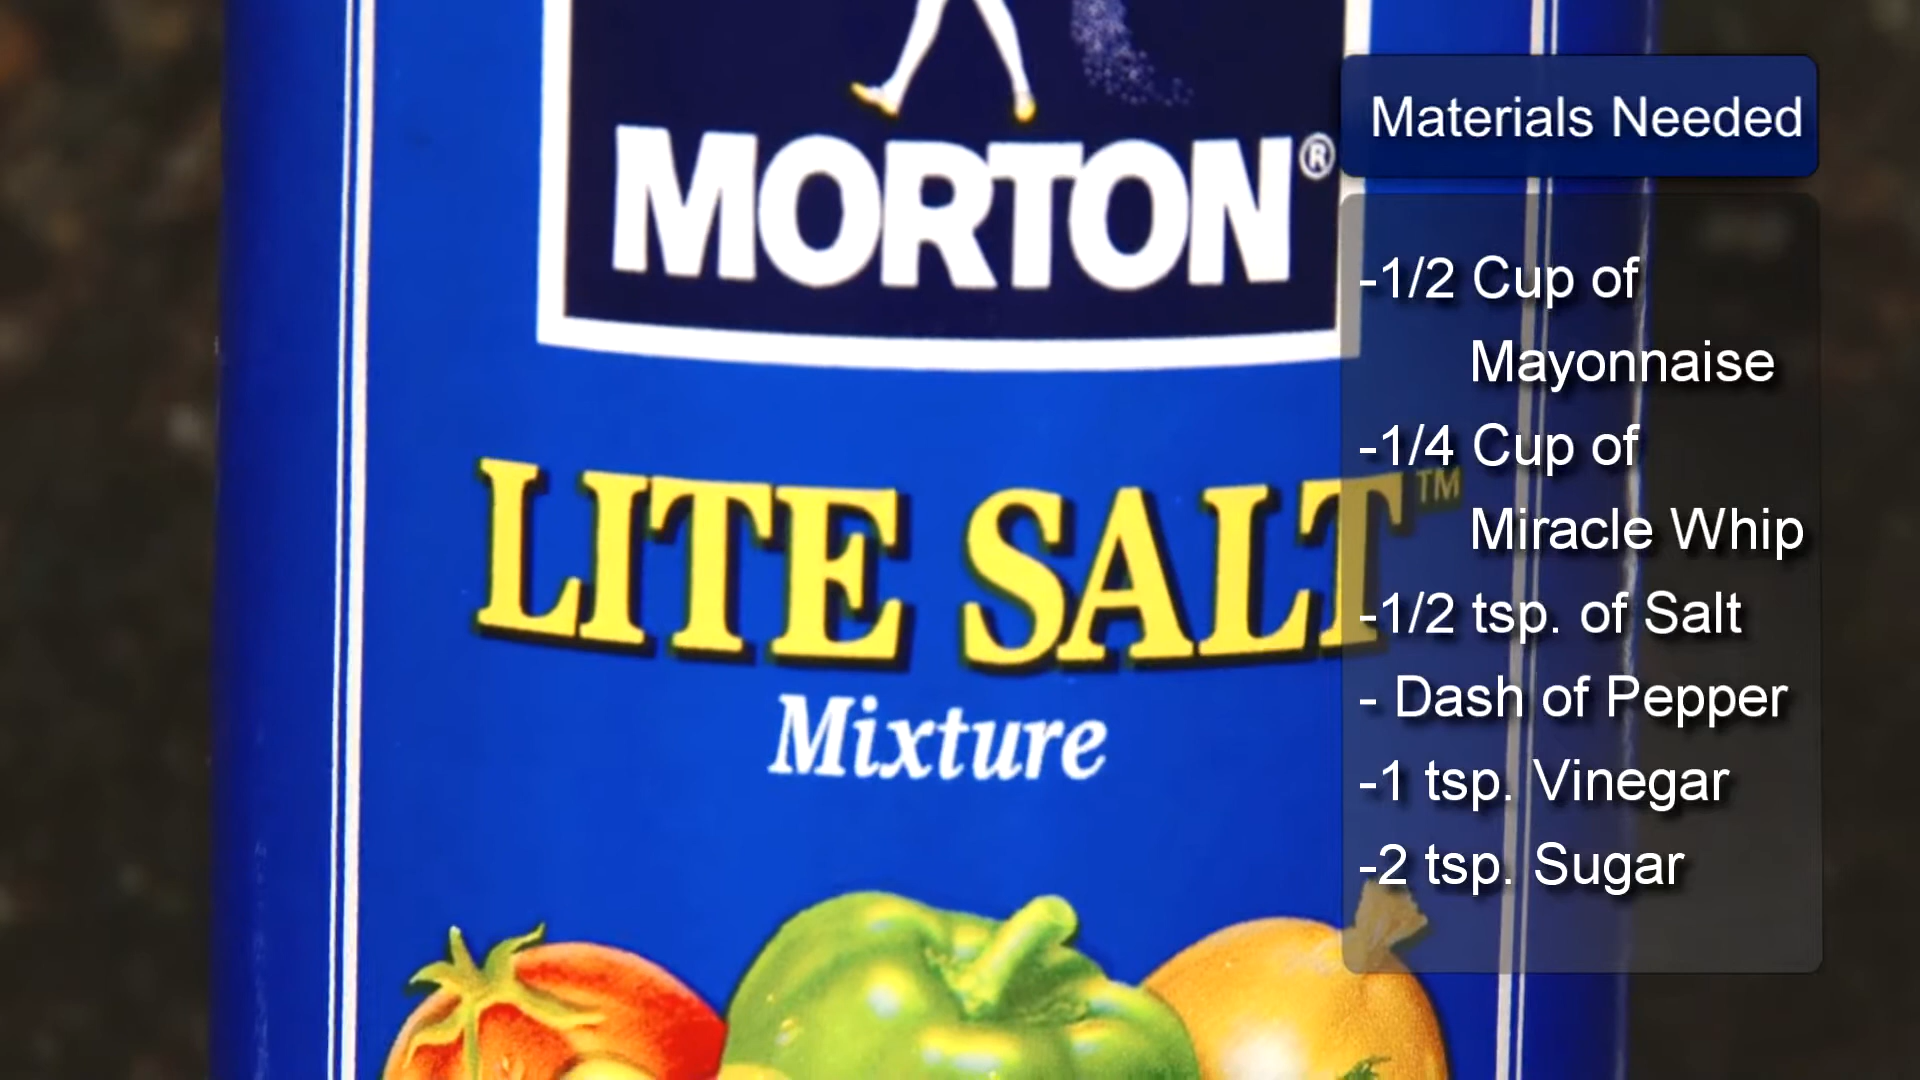 MORTON®
LITE SALT™
Mixture
Materials Needed
-1/2 Cup of
Mayonnaise
-1/4 Cup of
Miracle Whip
-1/2 tsp. of Salt
- Dash of Pepper
-1 tsp. Vinegar
-2 tsp. Sugar